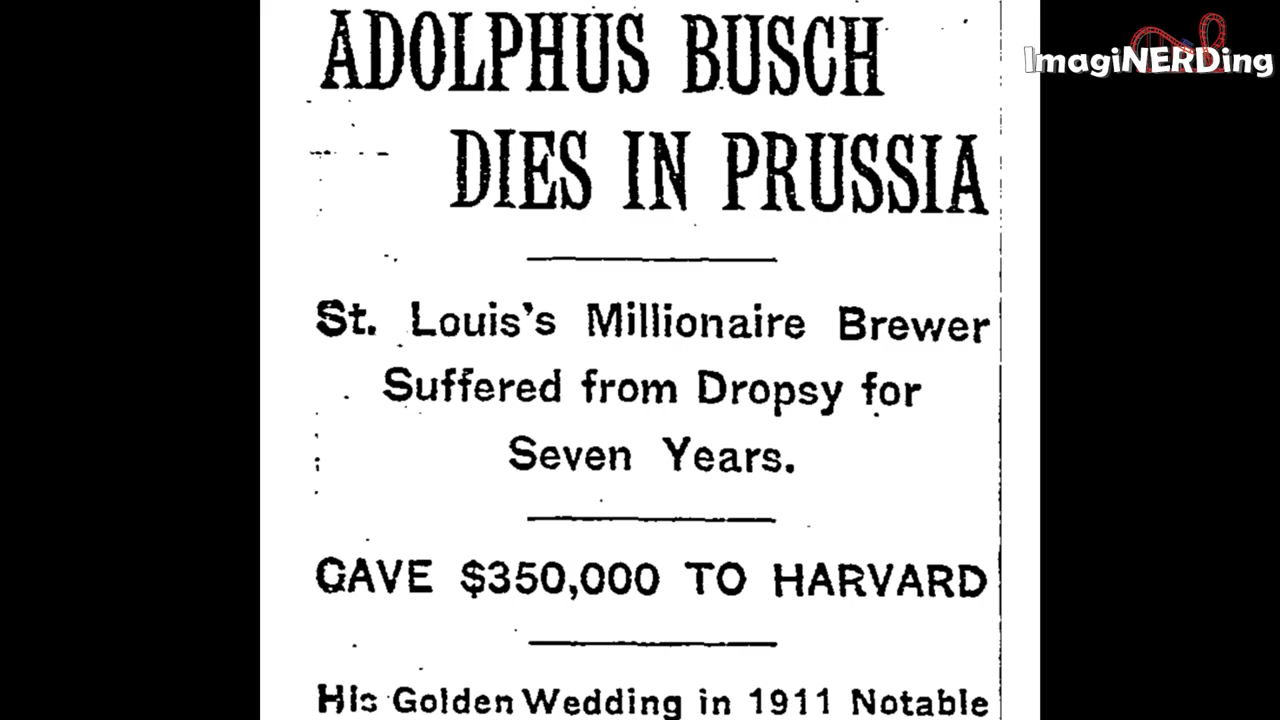 ImagiNERDing
ADOLPHUS BUSCH
DIES IN PRUSSIA
St. Louis's Millionaire Brewer
Suffered from Dropsy for
Seven Years.
GAVE $350,000 TO HARVARD
His Golden Wedding in 1911 Notable